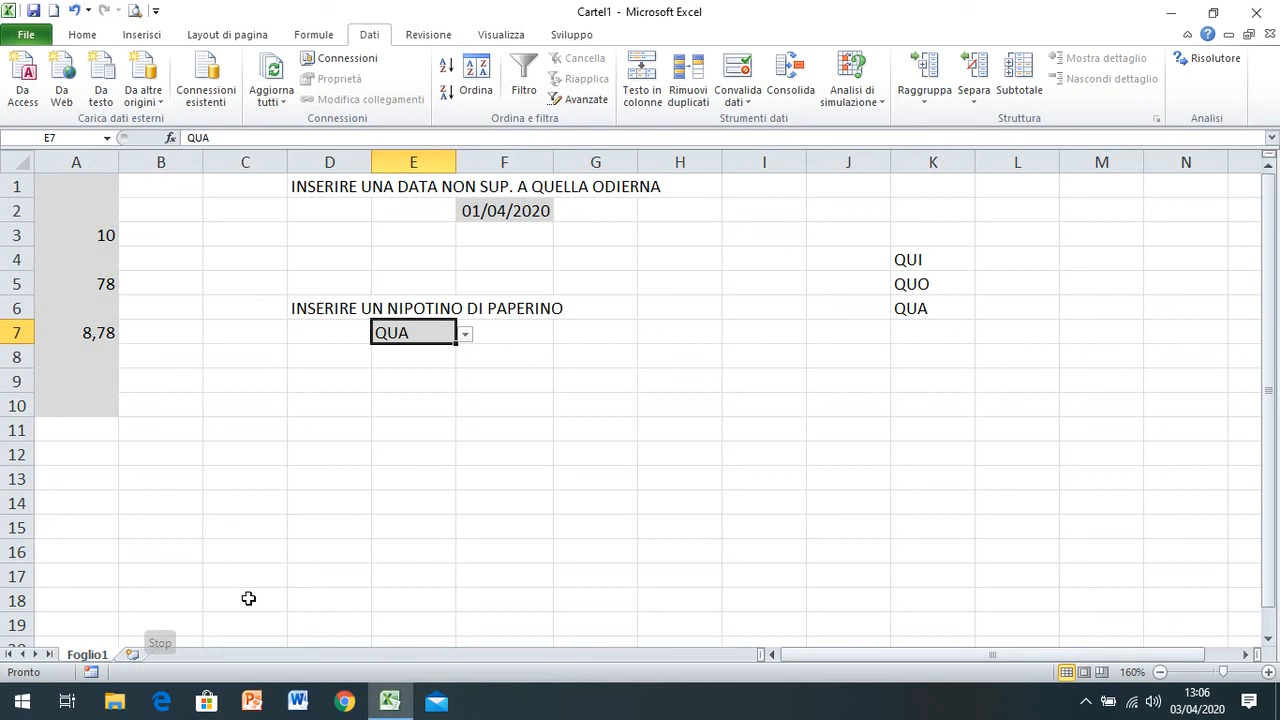 Cartel1 - Microsoft Excel
File Home Inserisci Layout di pagina Formule Dati Revisione Visualizza Sviluppo
Da Access
Da Web
Da testo
Da altre origini
Connessioni esistenti
Carica dati esterni
Aggiorna tutti
Connessioni
Proprietà
Modifica collegamenti
Connessioni
Ordina
Filtro
Cancella
Riapplica
Avanzate
Ordina e filtra
Testo in colonne
Rimuovi duplicati
Convalida dati
Consolida
Analisi di simulazione
Strumenti dati
Raggruppa
Separa
Subtotale
Mostra dettaglio
Nascondi dettaglio
Struttura
Risolutore
Analisi
E7 fx QUA
A B C D E F G H I J K L M N
1 INSERIRE UNA DATA NON SUP. A QUELLA ODIERNA
2 01/04/2020
3 10
4 QUI
5 78 QUO
6 INSERIRE UN NIPOTINO DI PAPERINO QUA
7 8,78 QUA
8
9
10
11
12
13
14
15
16
17
18
19
Stop
Foglio1
Pronto 160%
13:06
03/04/2020